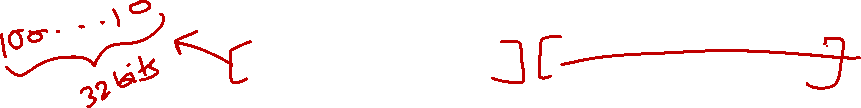 100....10
32 bits
[ ] [ ]